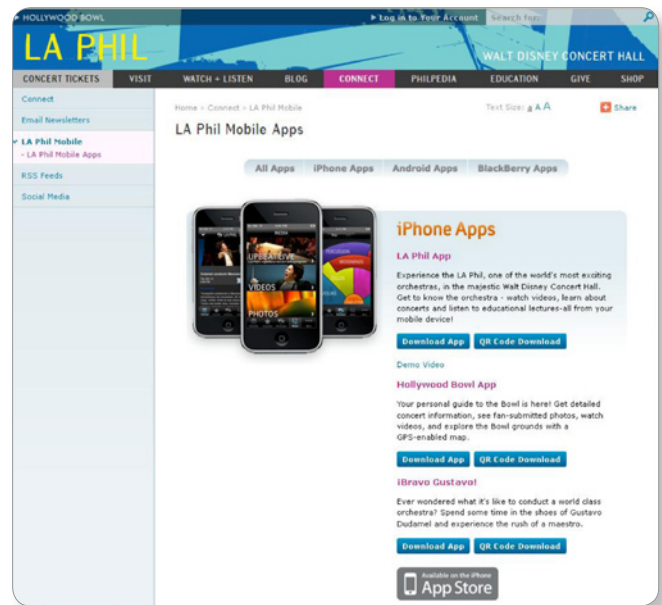 HOLLYWOOD BOWL
Log in to Your Account
Search for:
LA PHIL
WALT DISNEY CONCERT HALL
CONCERT TICKETS VISIT WATCH + LISTEN BLOG CONNECT PHILPEDIA EDUCATION GIVE SHOP
Connect
Email Newsletters
LA Phil Mobile
- LA Phil Mobile Apps
RSS Feeds
Social Media
Home > Connect > LA Phil Mobile
Text Size: A A A
Share
LA Phil Mobile Apps
All Apps iPhone Apps Android Apps BlackBerry Apps
MEDIA
UPBEAT LIVE
VIDEOS
PHOTOS
iPhone Apps
LA Phil App
Experience the LA Phil, one of the world's most exciting
orchestras, in the majestic Walt Disney Concert Hall.
Get to know the orchestra - watch videos, learn about
concerts and listen to educational lectures-all from your
mobile device!
Download App QR Code Download
Demo Video
Hollywood Bowl App
Your personal guide to the Bowl is here! Get detailed
concert information, see fan-submitted photos, watch
videos, and explore the Bowl grounds with a
GPS-enabled map.
Download App QR Code Download
iBravo Gustavo!
Ever wondered what it's like to conduct a world class
orchestra? Spend some time in the shoes of Gustavo
Dudamel and experience the rush of a maestro.
Download App QR Code Download
Available on the iPhone
App Store